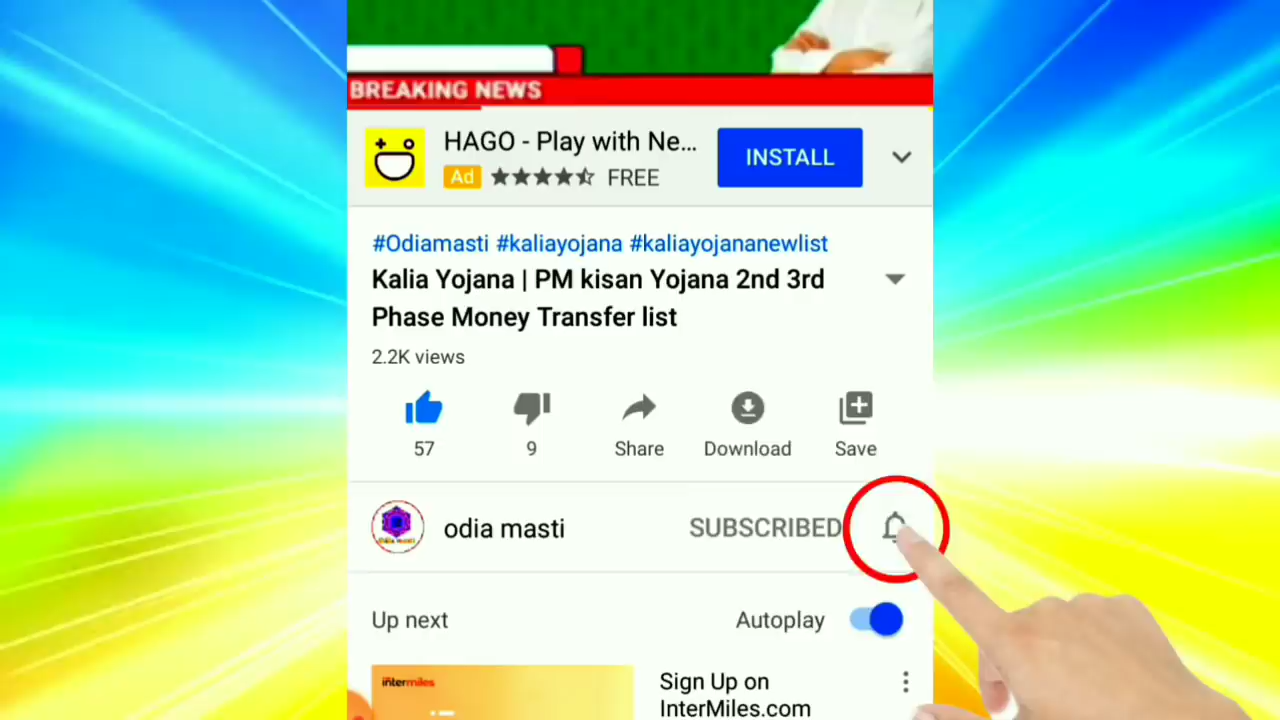 BREAKING NEWS
HAGO - Play with Ne...
INSTALL
Ad
FREE
#Odiamasti #kaliayojana #kaliayojananewlist
Kalia Yojana | PM kisan Yojana 2nd 3rd
Phase Money Transfer list
2.2K views
57
9
Share
Download
Save
odia masti
SUBSCRIBED
Up next
Autoplay
intermiles
Sign Up on
InterMiles.com